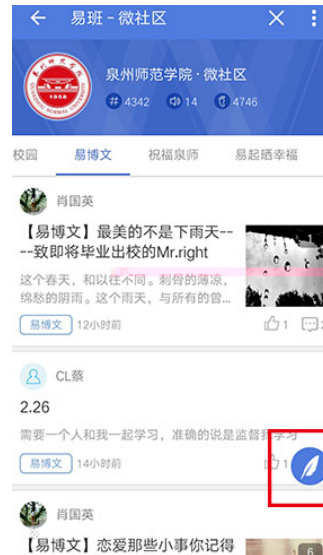 易班 - 微社区
泉州师范学院 · 微社区
# 4342 14 4746
校园 易博文 祝福泉师 易起晒幸福
肖国英
【易博文】最美的不是下雨天--
--致即将毕业出校的Mr.right
这个春天，和以往不同。刺骨的薄凉，
绵愁的阴雨。这个雨天，与所有的曾...
易博文 12小时前 1
CL蔡
2.26
需要一个人和我一起学习，准确的说是监督我学习
易博文 14小时前 1
肖国英
【易博文】恋爱那些小事你记得
6